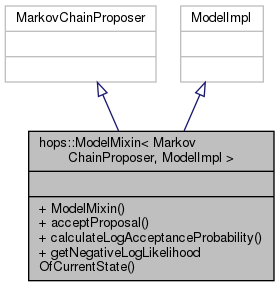 MarkovChainProposer
ModelImpl
hops::ModelMixin< Markov
ChainProposer, ModelImpl >
+ ModelMixin()
+ acceptProposal()
+ calculateLogAcceptanceProbability()
+ getNegativeLogLikelihood
OfCurrentState()